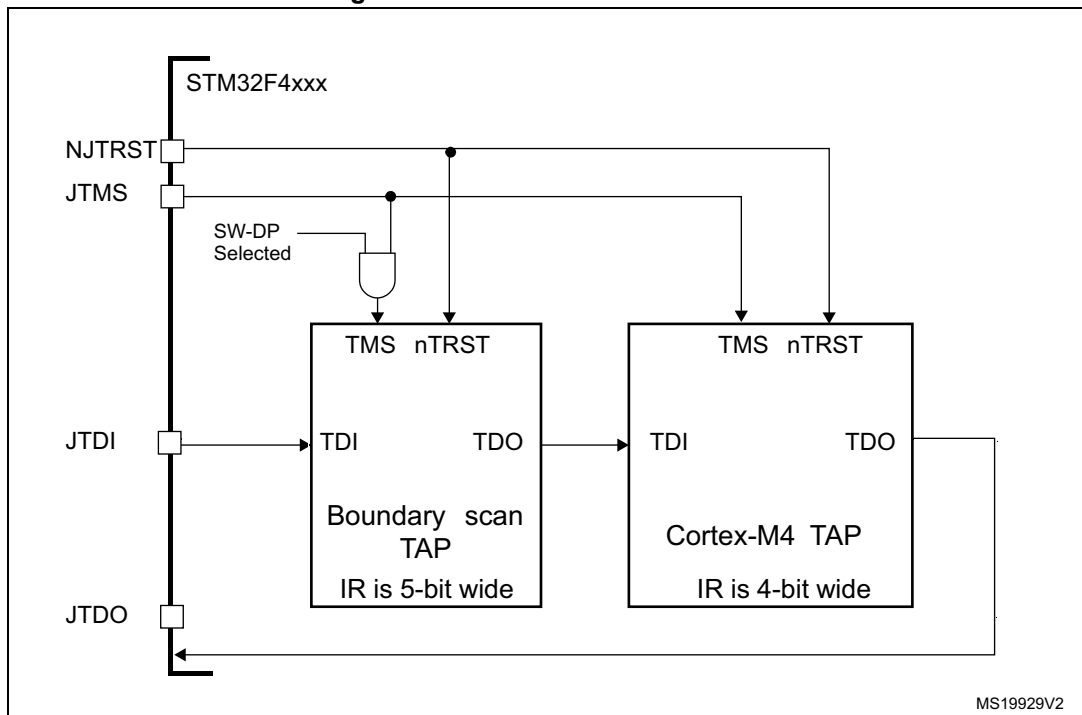 STM32F4xxx
NJTRST
JTMS
SW-DP
Selected
TMS nTRST
TMS nTRST
JTDI
TDI
TDO
TDI
TDO
Boundary scan
TAP
IR is 5-bit wide
Cortex-M4 TAP
IR is 4-bit wide
JTDO
MS19929V2